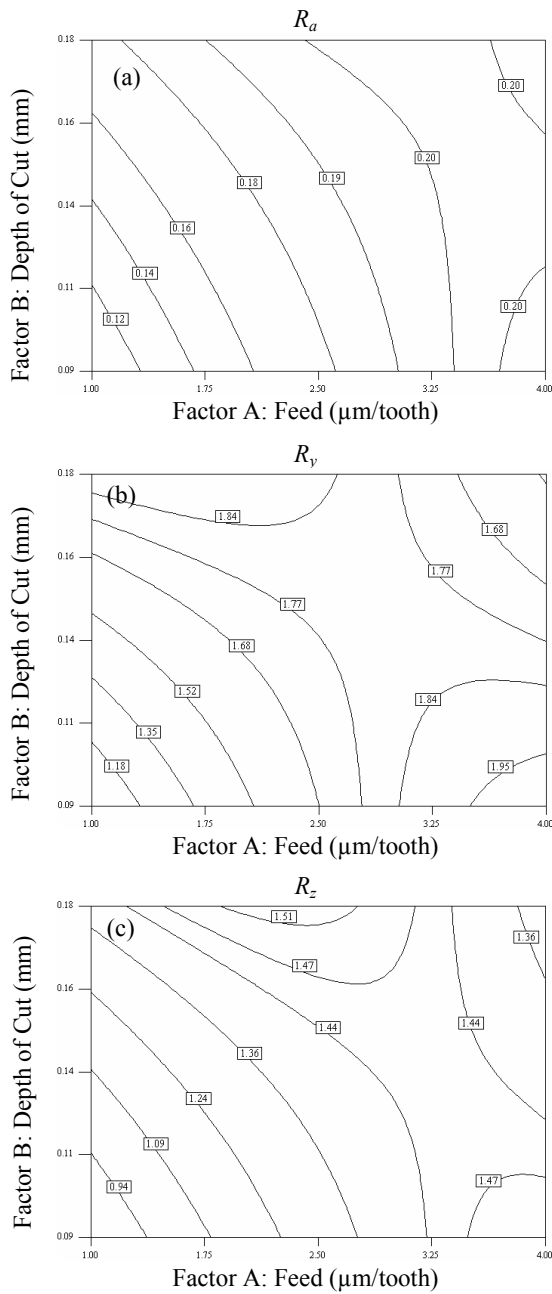 Rₐ
(a)
0.18
0.16
0.14
0.11
0.09
Factor B: Depth of Cut (mm)
0.20
0.20
0.19
0.18
0.16
0.14
0.12
0.20
1.00 1.75 2.50 3.25 4.00
Factor A: Feed (µm/tooth)
R_y
(b)
0.18
0.16
0.14
0.11
0.09
Factor B: Depth of Cut (mm)
1.84
1.68
1.77
1.77
1.68
1.52
1.84
1.35
1.18
1.95
1.00 1.75 2.50 3.25 4.00
Factor A: Feed (µm/tooth)
R_z
(c)
0.18
0.16
0.14
0.11
0.09
Factor B: Depth of Cut (mm)
1.51
1.36
1.47
1.44
1.44
1.36
1.24
1.09
0.94
1.47
1.00 1.75 2.50 3.25 4.00
Factor A: Feed (µm/tooth)